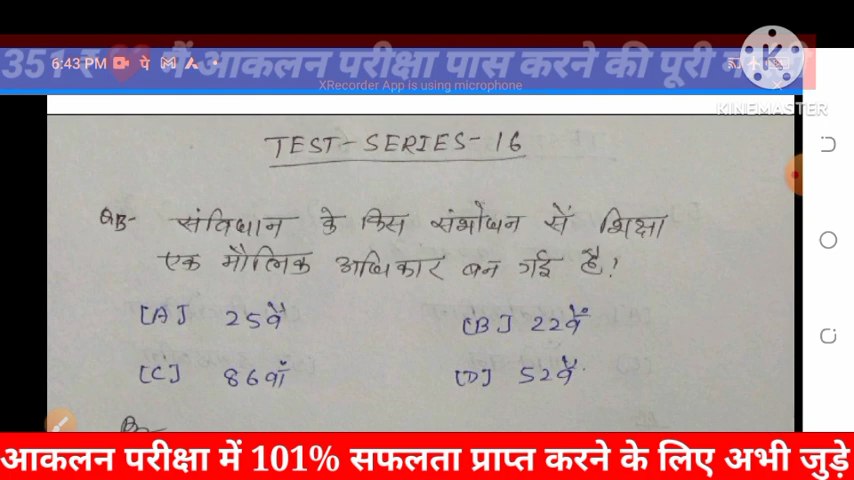 351 ₹ में आकलन परीक्षा पास करने की पूरी
6:43 PM
XRecorder App is using microphone
KINEMASTER
TEST-SERIES-16
संविधान के किस संशोधन सें शिक्षा
एक मौलिक अधिकार बन गई है?
[A] 25वें
[B] 22वें
[C] 86वाँ
[D] 52वें
आकलन परीक्षा में 101% सफलता प्राप्त करने के लिए अभी जुड़े